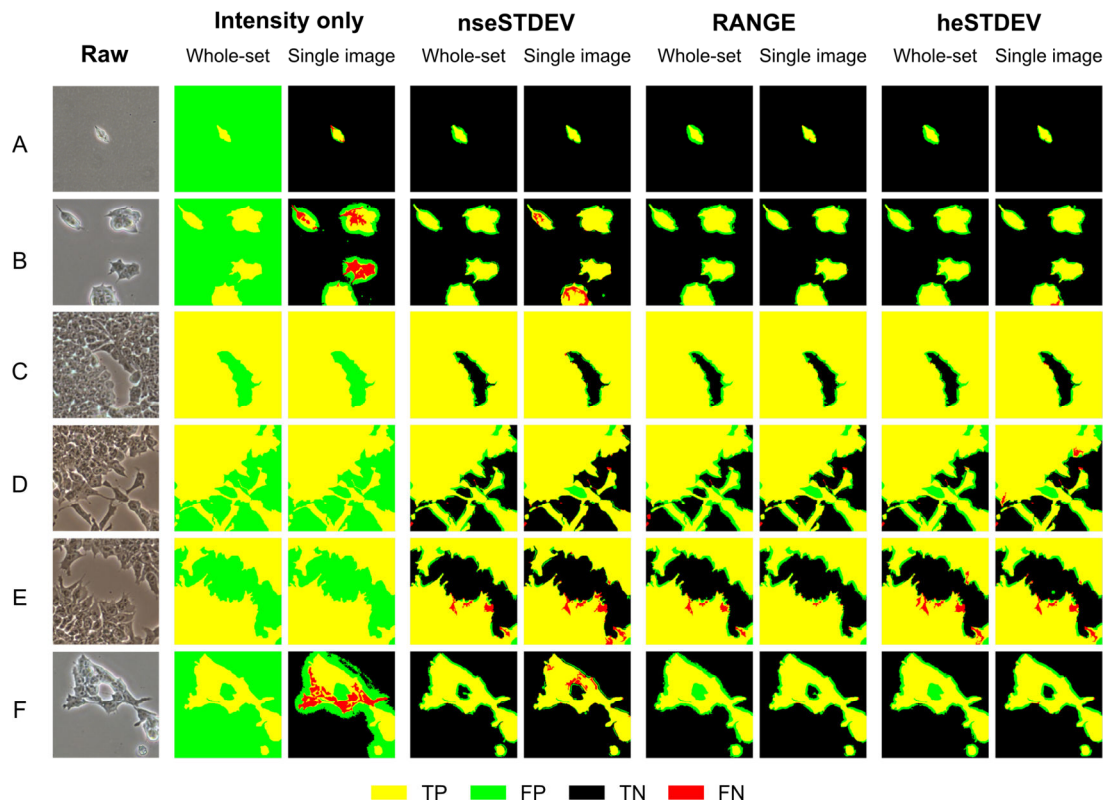 Intensity only nseSTDEV RANGE heSTDEV
Raw Whole-set Single image Whole-set Single image Whole-set Single image Whole-set Single image
A
B
C
D
E
F
TP FP TN FN